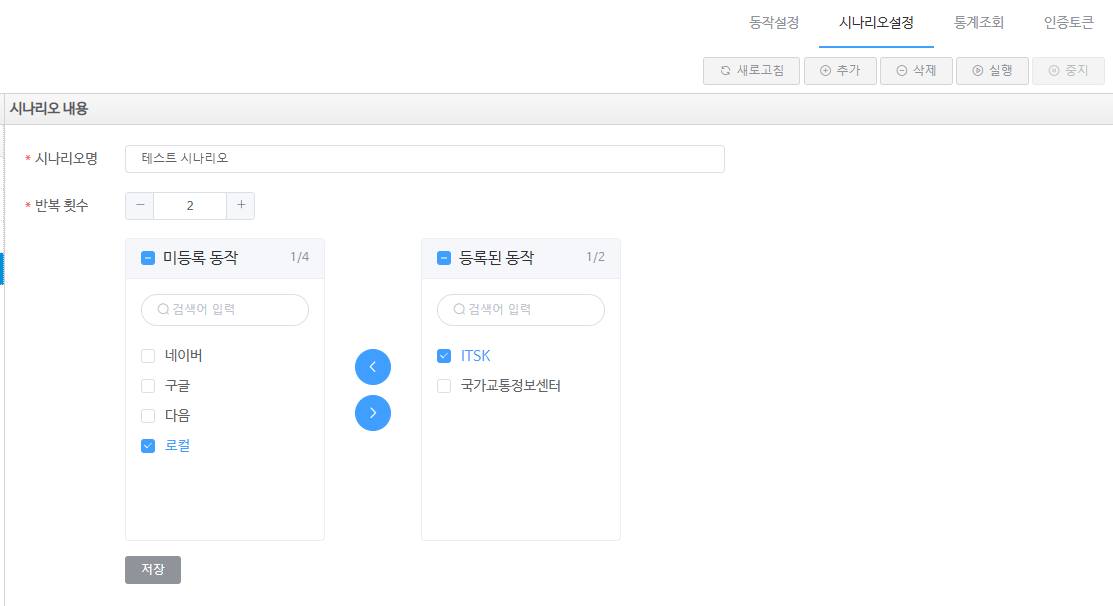 동작설정 시나리오설정 통계조회 인증토큰
새로고침 추가 삭제 실행 중지
시나리오 내용
* 시나리오명 테스트 시나리오
* 반복 횟수 − 2 +
미등록 동작 1/4
검색어 입력
네이버
구글
다음
로컬
등록된 동작 1/2
검색어 입력
ITSK
국가교통정보센터
저장